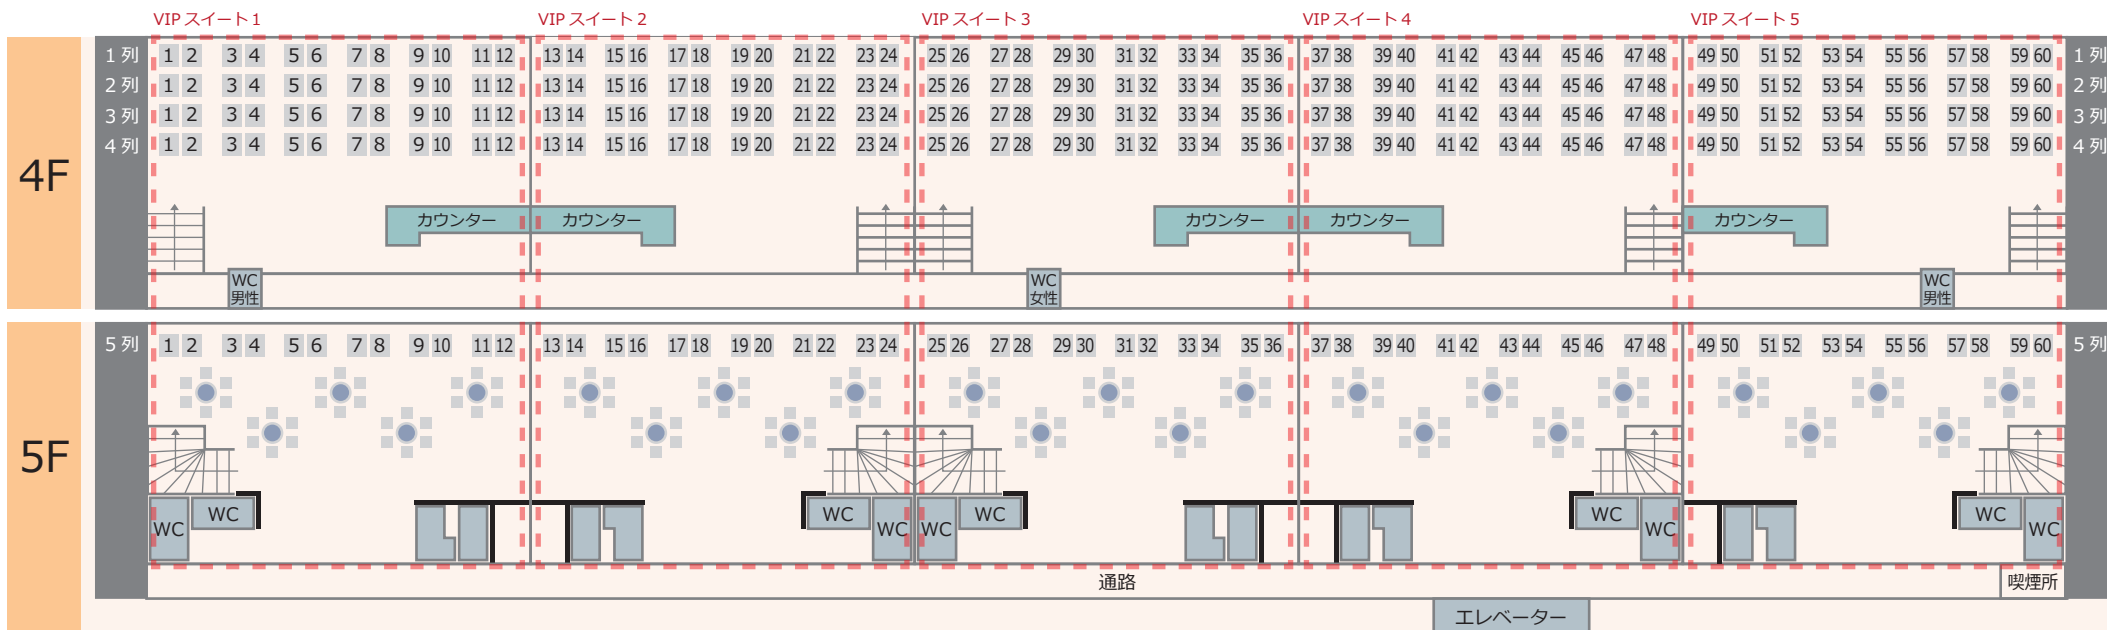 VIP スイート 1 VIP スイート 2 VIP スイート 3 VIP スイート 4 VIP スイート 5
4F
1 列 1 2 3 4 5 6 7 8 9 10 11 12 13 14 15 16 17 18 19 20 21 22 23 24 25 26 27 28 29 30 31 32 33 34 35 36 37 38 39 40 41 42 43 44 45 46 47 48 49 50 51 52 53 54 55 56 57 58 59 60 1 列
2 列 1 2 3 4 5 6 7 8 9 10 11 12 13 14 15 16 17 18 19 20 21 22 23 24 25 26 27 28 29 30 31 32 33 34 35 36 37 38 39 40 41 42 43 44 45 46 47 48 49 50 51 52 53 54 55 56 57 58 59 60 2 列
3 列 1 2 3 4 5 6 7 8 9 10 11 12 13 14 15 16 17 18 19 20 21 22 23 24 25 26 27 28 29 30 31 32 33 34 35 36 37 38 39 40 41 42 43 44 45 46 47 48 49 50 51 52 53 54 55 56 57 58 59 60 3 列
4 列 1 2 3 4 5 6 7 8 9 10 11 12 13 14 15 16 17 18 19 20 21 22 23 24 25 26 27 28 29 30 31 32 33 34 35 36 37 38 39 40 41 42 43 44 45 46 47 48 49 50 51 52 53 54 55 56 57 58 59 60 4 列
カウンター カウンター カウンター カウンター カウンター
WC WC WC
男性 女性 男性
5F
5 列 1 2 3 4 5 6 7 8 9 10 11 12 13 14 15 16 17 18 19 20 21 22 23 24 25 26 27 28 29 30 31 32 33 34 35 36 37 38 39 40 41 42 43 44 45 46 47 48 49 50 51 52 53 54 55 56 57 58 59 60 5 列
WC WC WC WC WC WC
WC WC WC WC WC
通路 喫煙所
エレベーター